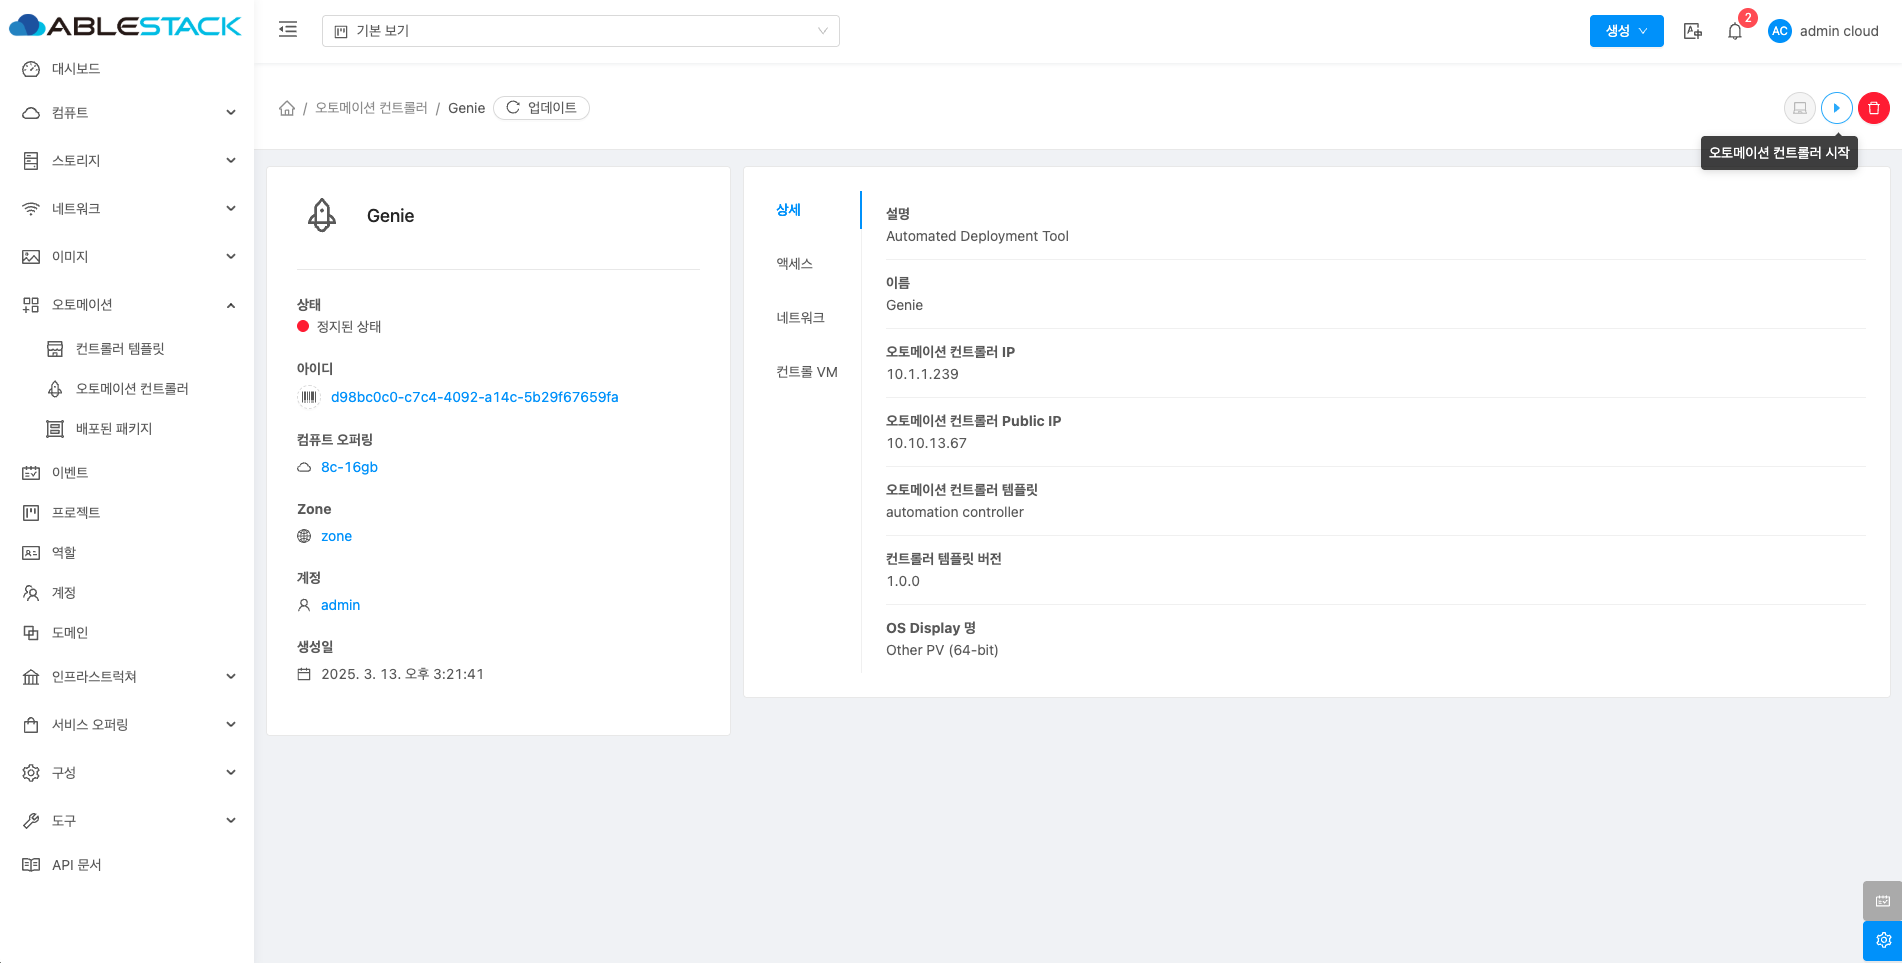 ABLESTACK
기본 보기
생성
2
AC
admin cloud
대시보드
컴퓨트
스토리지
네트워크
이미지
오토메이션
컨트롤러 템플릿
오토메이션 컨트롤러
배포된 패키지
이벤트
프로젝트
역할
계정
도메인
인프라스트럭쳐
서비스 오퍼링
구성
도구
API 문서
/ 오토메이션 컨트롤러 / Genie
업데이트
오토메이션 컨트롤러 시작
Genie
상태
정지된 상태
아이디
d98bc0c0-c7c4-4092-a14c-5b29f67659fa
컴퓨트 오퍼링
8c-16gb
Zone
zone
계정
admin
생성일
2025. 3. 13. 오후 3:21:41
상세
액세스
네트워크
컨트롤 VM
설명
Automated Deployment Tool
이름
Genie
오토메이션 컨트롤러 IP
10.1.1.239
오토메이션 컨트롤러 Public IP
10.10.13.67
오토메이션 컨트롤러 템플릿
automation controller
컨트롤러 템플릿 버전
1.0.0
OS Display 명
Other PV (64-bit)